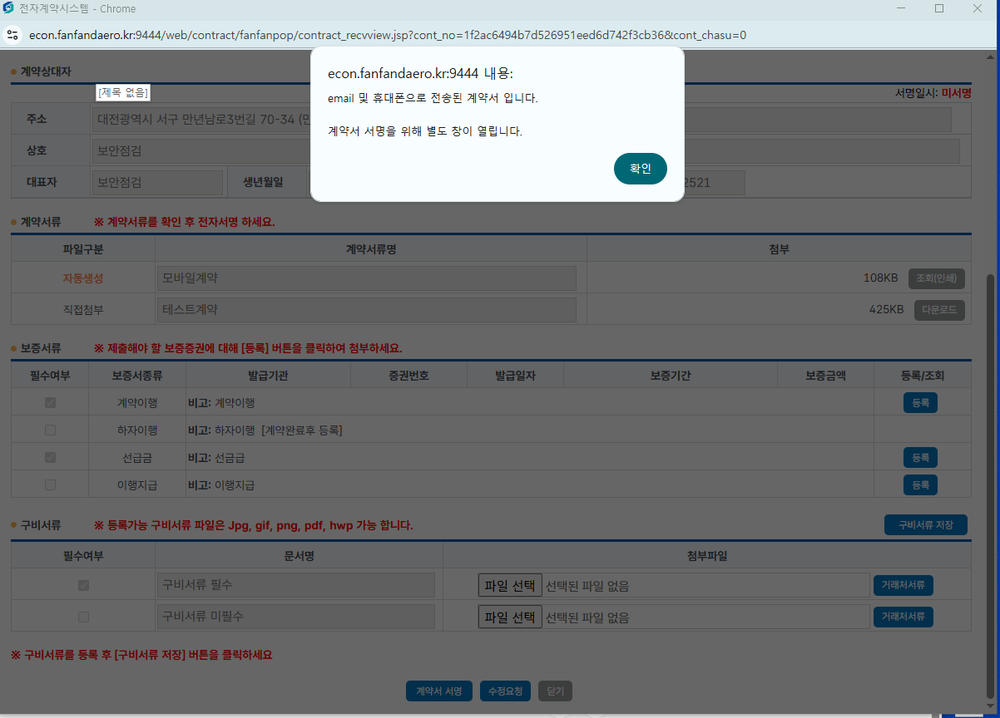 전자계약시스템 - Chrome
econ.fanfandaero.kr:9444/web/contract/fanfanpop/contract_recvview.jsp?cont_no=1f2ac6494b7d526951eed6d742f3cb36&cont_chasu=0
econ.fanfandaero.kr:9444 내용:
email 및 휴대폰으로 전송된 계약서 입니다.
계약서 서명을 위해 별도 창이 열립니다.
확인
계약상대자
[제목 없음]
서명일시: 미서명
주소 대전광역시 서구 만년남로3번길 70-34
상호 보안점검
대표자 보안점검 생년월일 2521
계약서류 ※ 계약서류를 확인 후 전자서명 하세요.
파일구분 계약서류명 첨부
자동생성 모바일계약 108KB 조회(인쇄)
직접첨부 테스트계약 425KB 다운로드
보증서류 ※ 제출해야 할 보증증권에 대해 [등록] 버튼을 클릭하여 첨부하세요.
필수여부 보증서종류 발급기관 증권번호 발급일자 보증기간 보증금액 등록/조회
계약이행 비고: 계약이행 등록
하자이행 비고: 하자이행 [계약완료후 등록]
선급금 비고: 선금급 등록
이행지급 비고: 이행지급 등록
구비서류 ※ 등록가능 구비서류 파일은 Jpg, gif, png, pdf, hwp 가능 합니다. 구비서류 저장
필수여부 문서명 첨부파일
구비서류 필수 파일 선택 선택된 파일 없음 거래처서류
구비서류 미필수 파일 선택 선택된 파일 없음 거래처서류
※ 구비서류를 등록 후 [구비서류 저장] 버튼을 클릭하세요
계약서 서명 수정요청 닫기